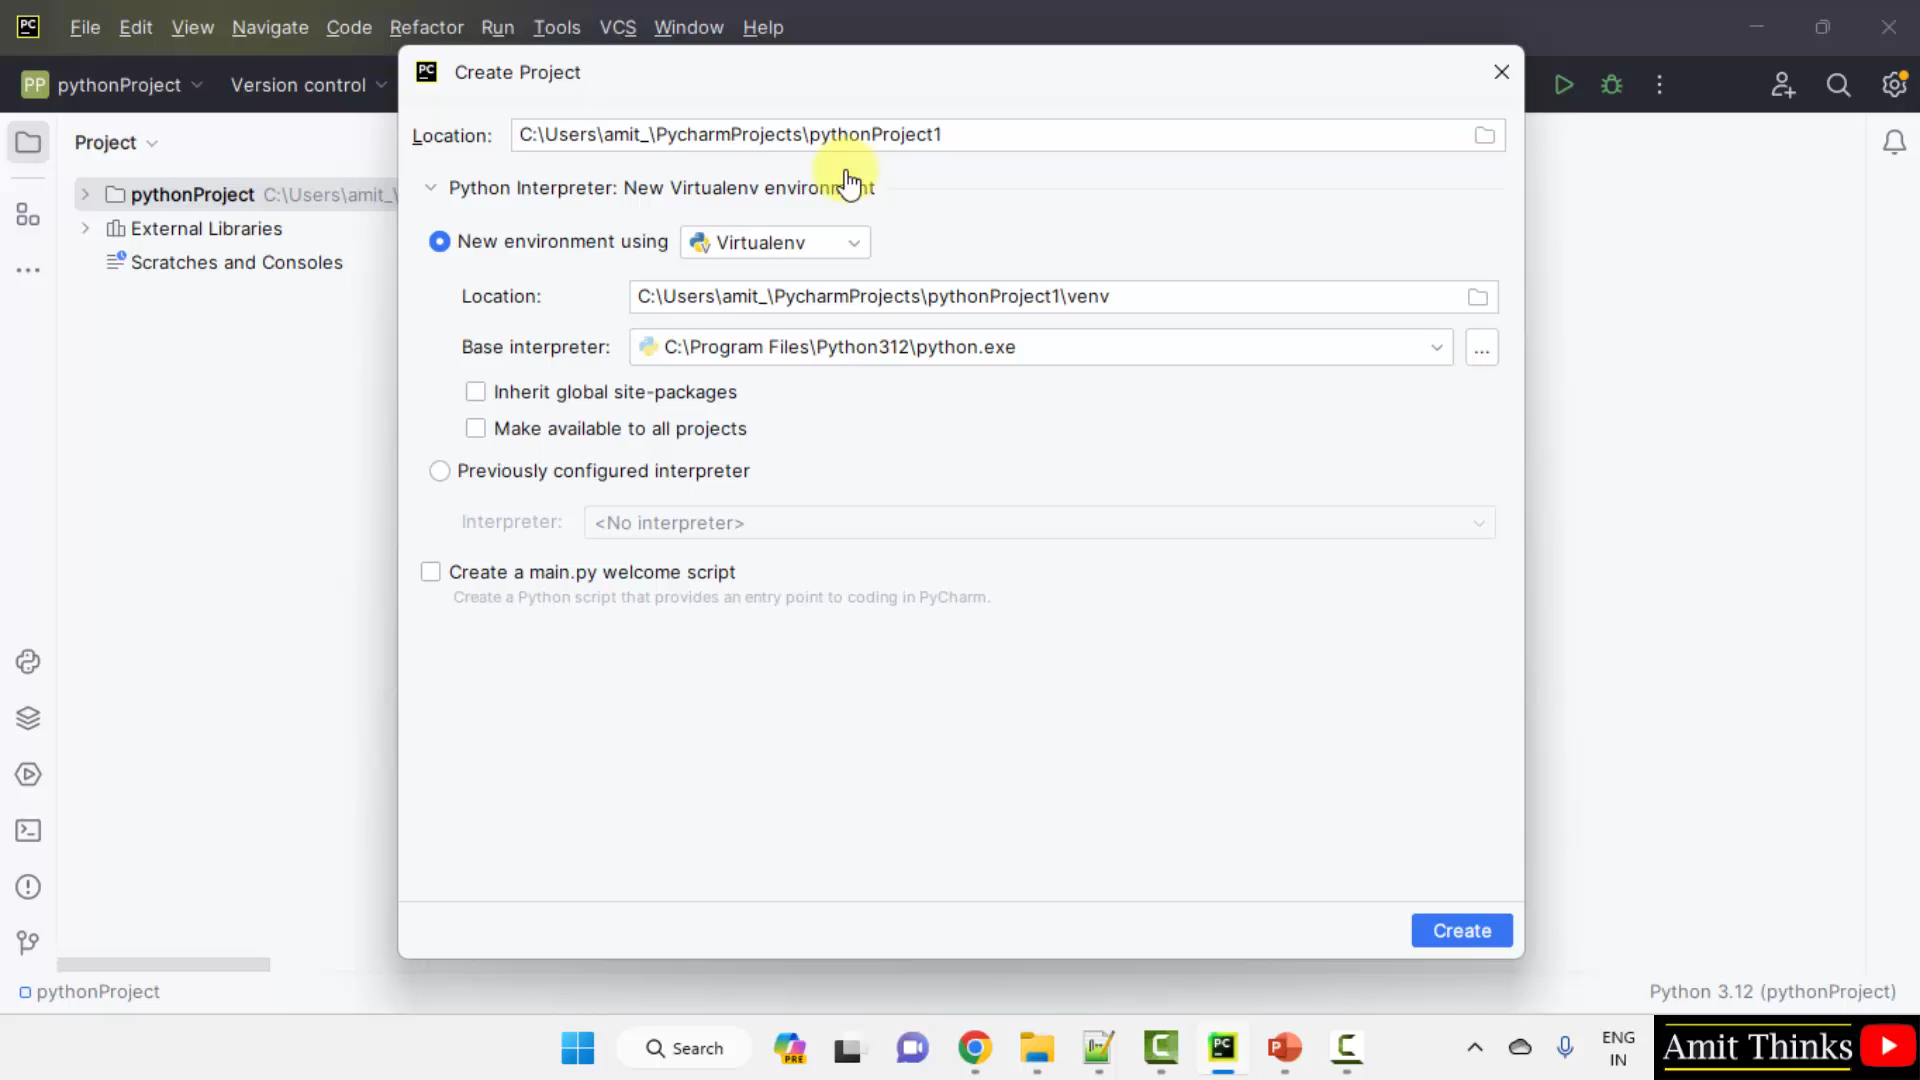 PC File Edit View Navigate Code Refactor Run Tools VCS Window Help
PP pythonProject Version control
PC Create Project
Project
Location: C:\Users\amit_\PycharmProjects\pythonProject1
Python Interpreter: New Virtualenv environment
pythonProject C:\Users\amit_\
External Libraries
Scratches and Consoles
New environment using Virtualenv
Location: C:\Users\amit_\PycharmProjects\pythonProject1\venv
Base interpreter: C:\Program Files\Python312\python.exe ...
Inherit global site-packages
Make available to all projects
Previously configured interpreter
Interpreter: <No interpreter>
Create a main.py welcome script
Create a Python script that provides an entry point to coding in PyCharm.
Create
pythonProject
Python 3.12 (pythonProject)
Search
PRE
PC
P
ENG
IN
Amit Thinks